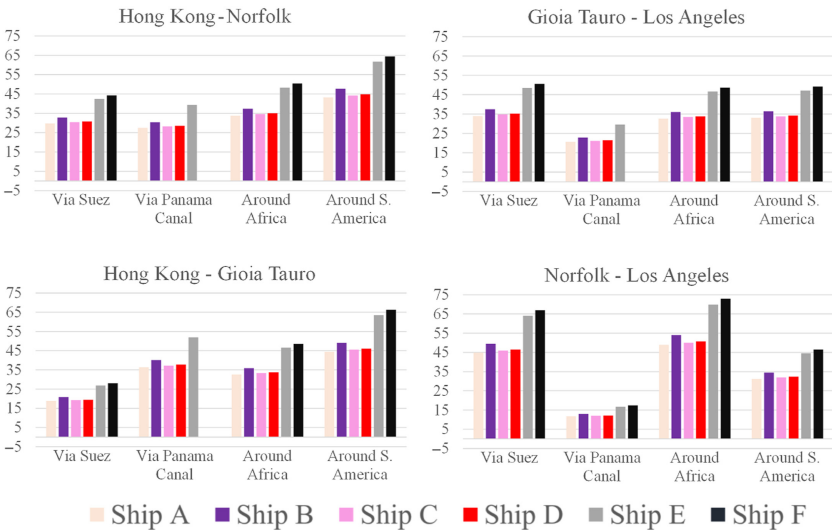 Hong Kong-Norfolk
75
65
55
45
35
25
15
5
−5
Via Suez
Via Panama
Canal
Around
Africa
Around S.
America
Gioia Tauro - Los Angeles
75
65
55
45
35
25
15
5
−5
Via Suez
Via Panama
Canal
Around
Africa
Around S.
America
Hong Kong - Gioia Tauro
75
65
55
45
35
25
15
5
−5
Via Suez
Via Panama
Canal
Around
Africa
Around S.
America
Norfolk - Los Angeles
75
65
55
45
35
25
15
5
−5
Via Suez
Via Panama
Canal
Around
Africa
Around S.
America
Ship A Ship B Ship C Ship D Ship E Ship F